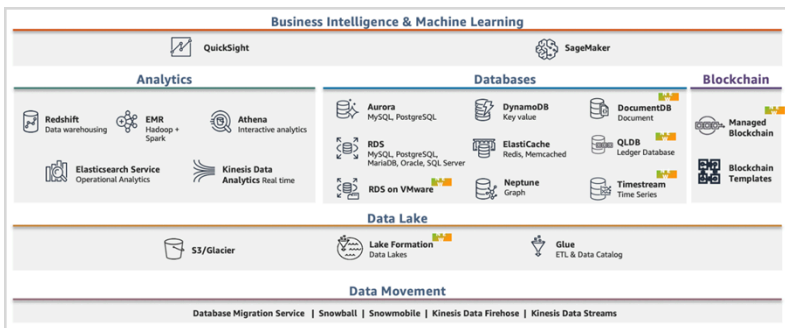 Business Intelligence & Machine Learning
QuickSight
SageMaker
Analytics
Redshift
Data warehousing
EMR
Hadoop +
Spark
Athena
Interactive analytics
Elasticsearch Service
Operational Analytics
Kinesis Data
Analytics Real time
Databases
Aurora
MySQL, PostgreSQL
DynamoDB
Key value
DocumentDB
Document
RDS
MySQL, PostgreSQL,
MariaDB, Oracle, SQL Server
ElastiCache
Redis, Memcached
QLDB
Ledger Database
RDS on VMware
Neptune
Graph
Timestream
Time Series
Blockchain
Managed
Blockchain
Blockchain
Templates
Data Lake
S3/Glacier
Lake Formation
Data Lakes
Glue
ETL & Data Catalog
Data Movement
Database Migration Service | Snowball | Snowmobile | Kinesis Data Firehose | Kinesis Data Streams